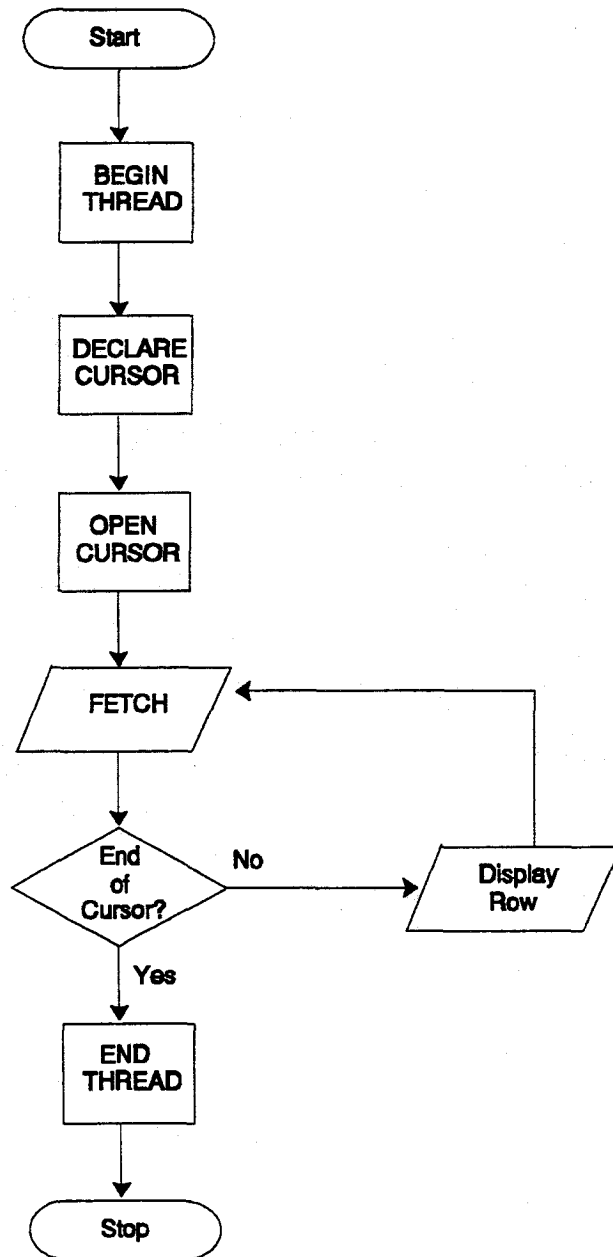 Start
BEGIN
THREAD
DECLARE
CURSOR
OPEN
CURSOR
FETCH
End
of
Cursor?
No
Display
Row
Yes
END
THREAD
Stop